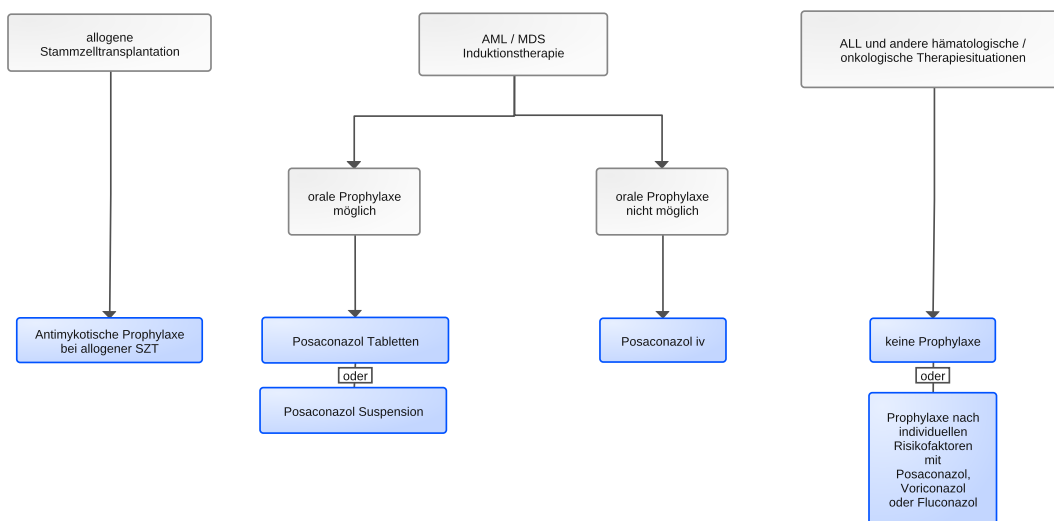 allogene
Stammzelltransplantation
AML / MDS
Induktionstherapie
ALL und andere hämatologische /
onkologische Therapiesituationen
orale Prophylaxe
möglich
orale Prophylaxe
nicht möglich
Antimykotische Prophylaxe
bei allogener SZT
Posaconazol Tabletten
oder
Posaconazol Suspension
Posaconazol iv
keine Prophylaxe
oder
Prophylaxe nach
individuellen
Risikofaktoren
mit
Posaconazol,
Voriconazol
oder Fluconazol